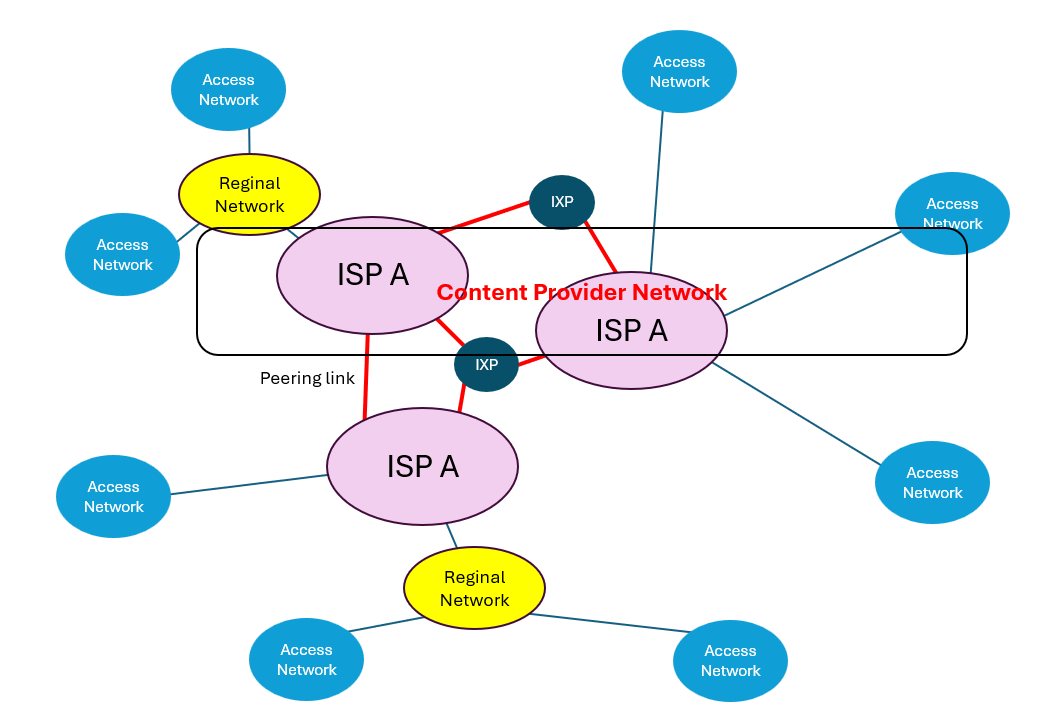 Access
Network
Access
Network
Reginal
Network
IXP
Access
Network
Access
Network
ISP A
Content Provider Network
ISP A
IXP
Peering link
ISP A
Access
Network
Access
Network
Reginal
Network
Access
Network
Access
Network